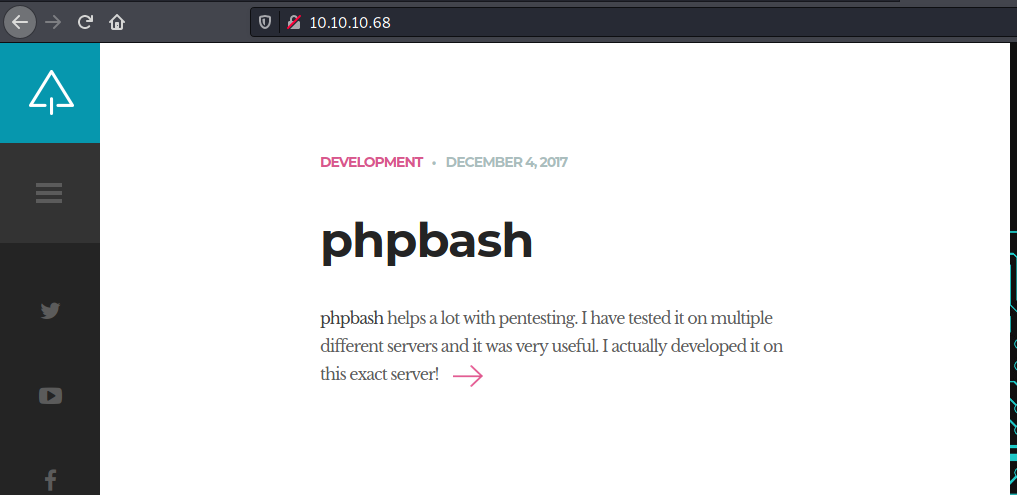 10.10.10.68
DEVELOPMENT • DECEMBER 4, 2017
phpbash
phpbash helps a lot with pentesting. I have tested it on multiple
different servers and it was very useful. I actually developed it on
this exact server!